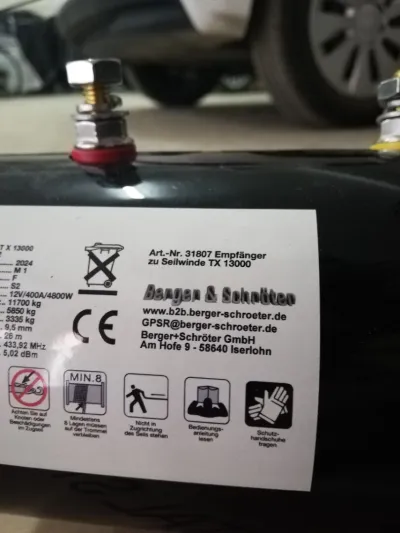 T X 13000
2024
M 1
F
S2
12V/400A/4800W
11700 kg
5850 kg
3335 kg
9,5 mm
26 m
433,92 MHz
5,02 dBm
Art.-Nr. 31807 Empfänger
zu Seilwinde TX 13000
Berger & Schröter
www.b2b.berger-schroeter.de
GPSR@berger-schroeter.de
Berger+Schröter GmbH
Am Hofe 9 - 58640 Iserlohn
CE
Achten Sie auf
Knoten oder
Beschädigungen
im Zugseil
MIN.8
Mindestens
8 Lagen müssen
auf der Trommel
verbleiben
Nicht in
Zugrichtung
des Seils stehen
Bedienungs-
anleitung
lesen
Schutz-
handschuhe
tragen